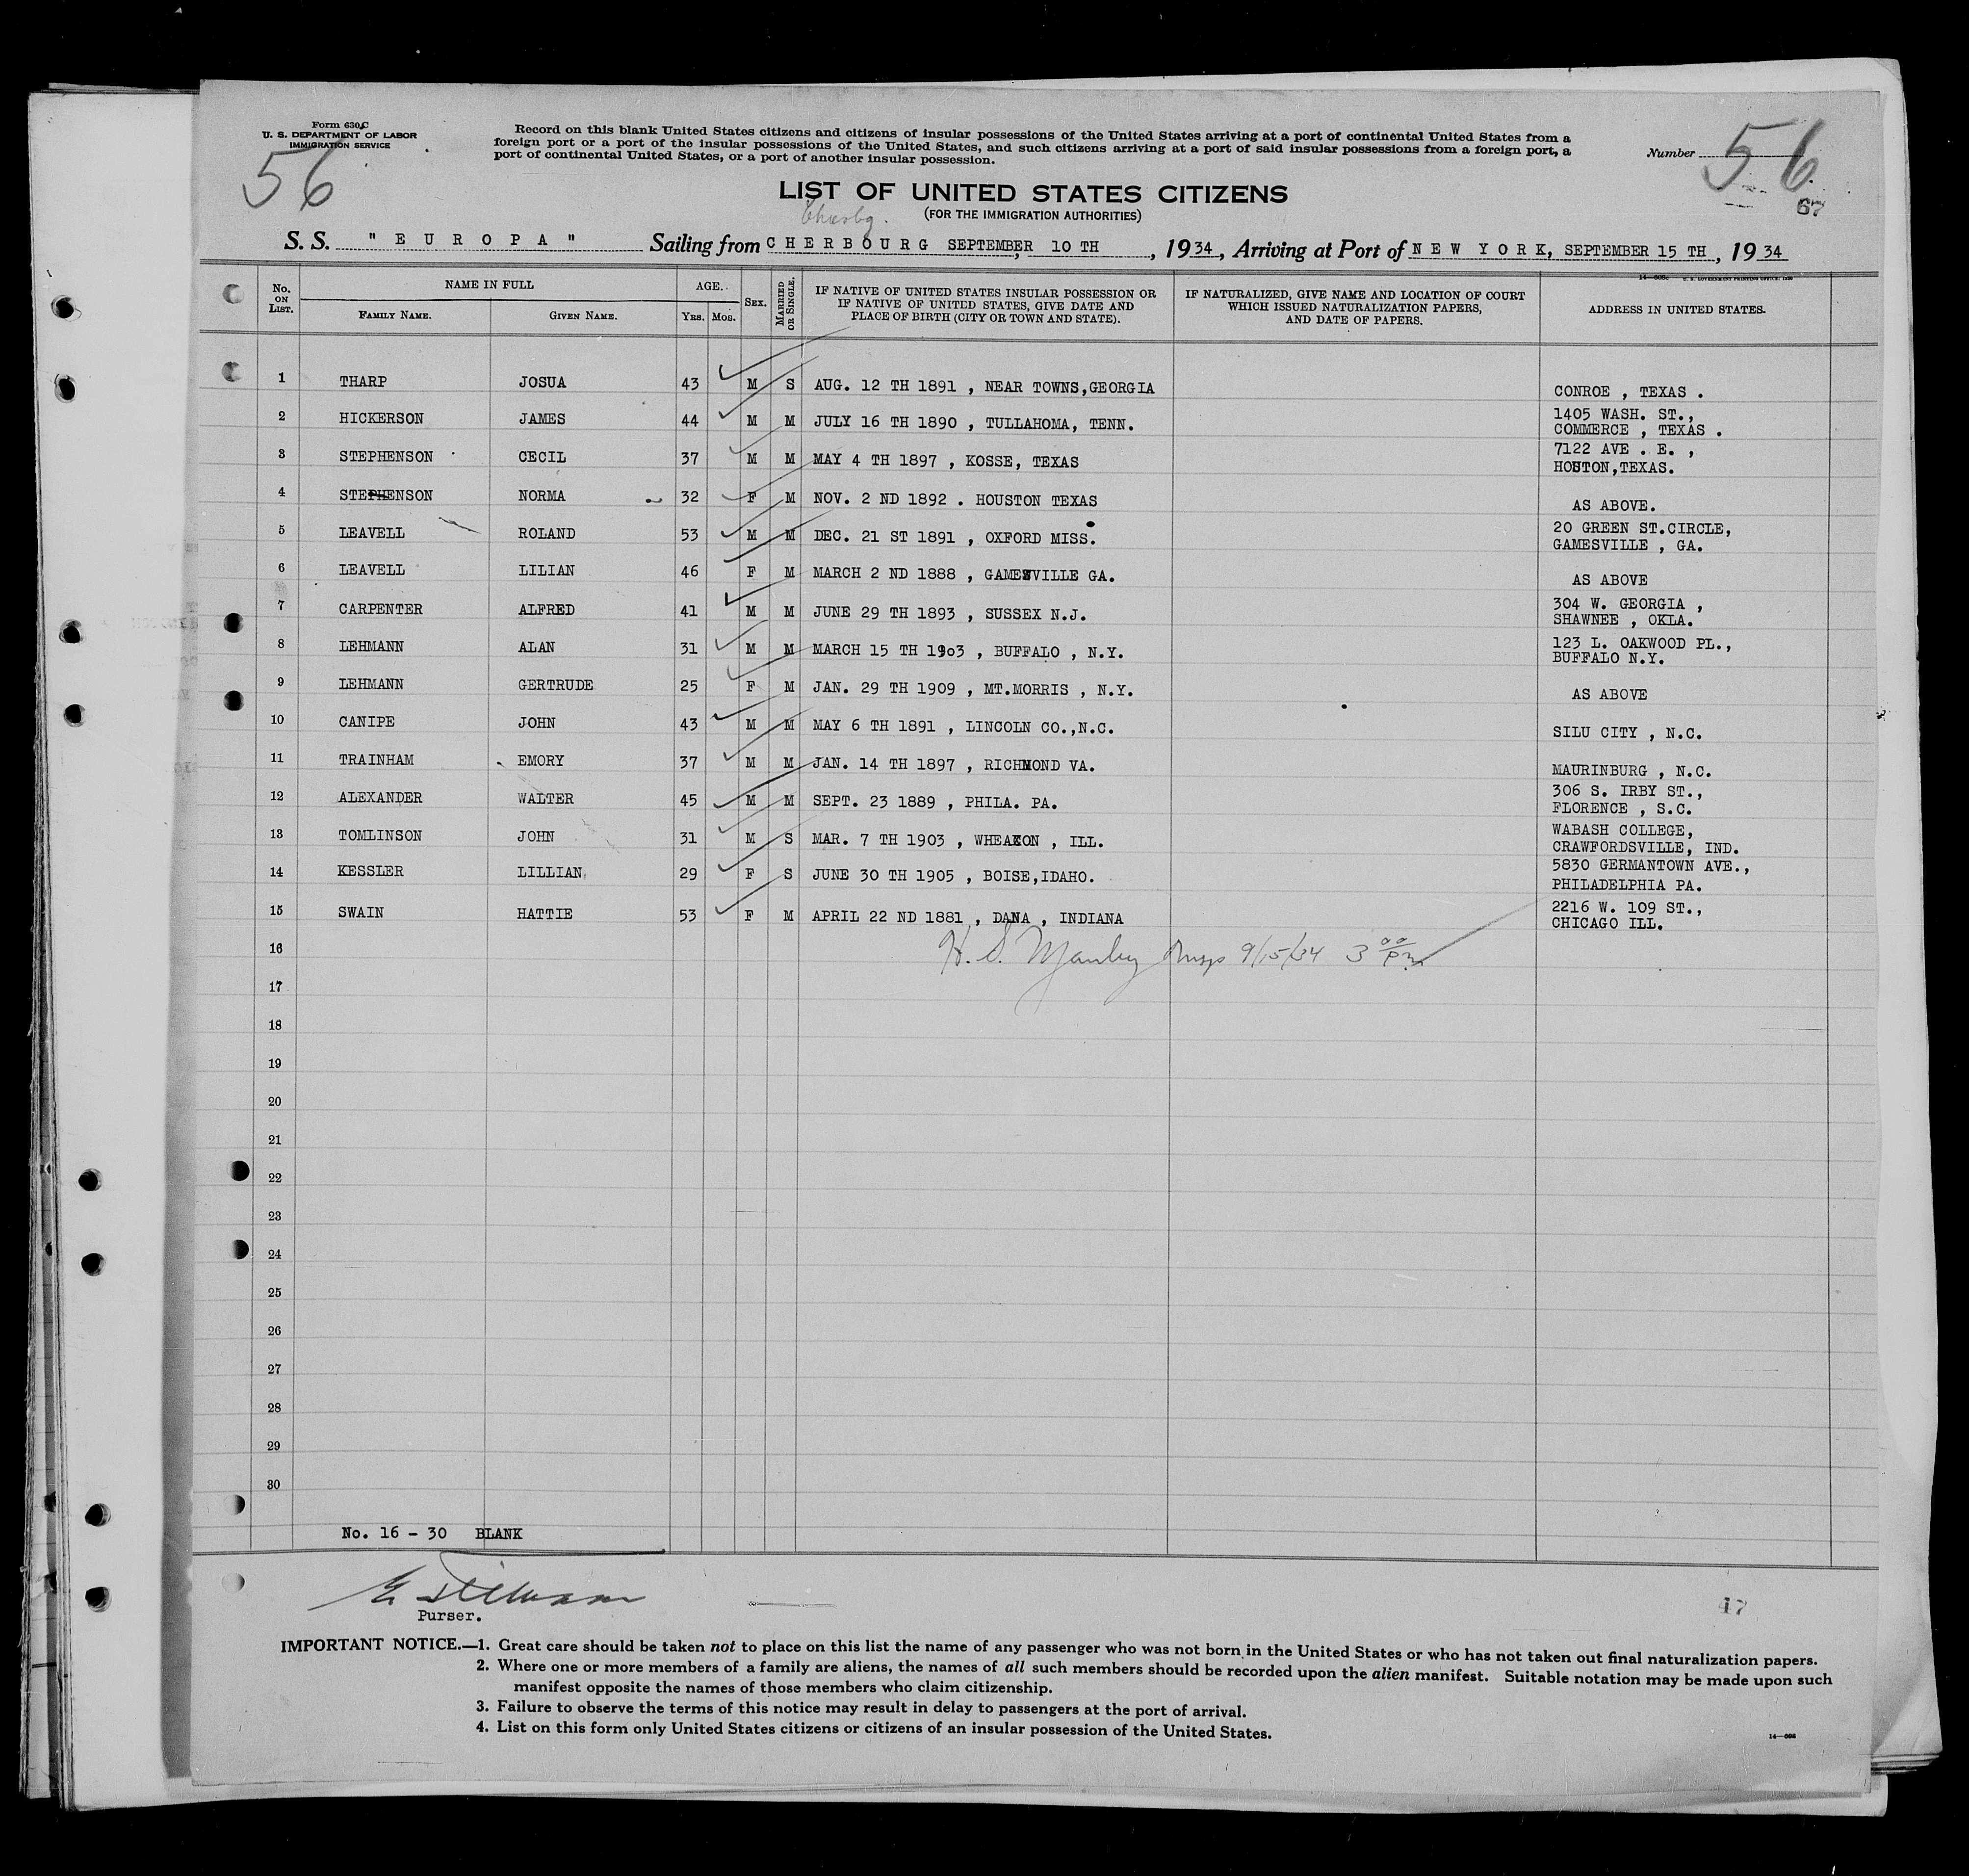 Form 630C
U. S. DEPARTMENT OF LABOR
IMMIGRATION SERVICE
56
Record on this blank United States citizens and citizens of insular possessions of the United States arriving at a port of continental United States from a
foreign port or a port of the insular possessions of the United States, and such citizens arriving at a port of said insular possessions from a foreign port, a
port of continental United States, or a port of another insular possession.
Number 56
67
LIST OF UNITED STATES CITIZENS
(FOR THE IMMIGRATION AUTHORITIES)
S. S. "EUROPA" Sailing from CHERBOURG SEPTEMBER, 10 TH, 1934, Arriving at Port of NEW YORK, SEPTEMBER 15 TH, 1934
14-608c U. S. GOVERNMENT PRINTING OFFICE
No. ON LIST. NAME IN FULL FAMILY NAME. GIVEN NAME. AGE. YRS. MOS. SEX. MARRIED OR SINGLE. IF NATIVE OF UNITED STATES INSULAR POSSESSION OR IF NATIVE OF UNITED STATES, GIVE DATE AND PLACE OF BIRTH (CITY OR TOWN AND STATE). IF NATURALIZED, GIVE NAME AND LOCATION OF COURT WHICH ISSUED NATURALIZATION PAPERS, AND DATE OF PAPERS. ADDRESS IN UNITED STATES.
1 THARP JOSUA 43 M S AUG. 12 TH 1891 , NEAR TOWNS,GEORGIA CONROE , TEXAS .
2 HICKERSON JAMES 44 M M JULY 16 TH 1890 , TULLAHOMA, TENN. 1405 WASH. ST., COMMERCE , TEXAS .
3 STEPHENSON CECIL 37 M M MAY 4 TH 1897 , KOSSE, TEXAS 7122 AVE . E. , HOUSTON,TEXAS.
4 STEPHENSON NORMA 32 F M NOV. 2 ND 1892 . HOUSTON TEXAS AS ABOVE.
5 LEAVELL ROLAND 53 M M DEC. 21 ST 1891 , OXFORD MISS. 20 GREEN ST.CIRCLE, GAMESVILLE , GA.
6 LEAVELL LILIAN 46 F M MARCH 2 ND 1888 , GAMESVILLE GA. AS ABOVE
7 CARPENTER ALFRED 41 M M JUNE 29 TH 1893 , SUSSEX N.J. 304 W. GEORGIA , SHAWNEE , OKLA.
8 LEHMANN ALAN 31 M M MARCH 15 TH 1903 , BUFFALO , N.Y. 123 L. OAKWOOD PL., BUFFALO N.Y.
9 LEHMANN GERTRUDE 25 F M JAN. 29 TH 1909 , MT.MORRIS , N.Y. AS ABOVE
10 CANIPE JOHN 43 M M MAY 6 TH 1891 , LINCOLN CO.,N.C. SILU CITY , N.C.
11 TRAINHAM EMORY 37 M M JAN. 14 TH 1897 , RICHMOND VA. MAURINBURG , N.C.
12 ALEXANDER WALTER 45 M M SEPT. 23 1889 , PHILA. PA. 306 S. IRBY ST., FLORENCE , S.C.
13 TOMLINSON JOHN 31 M S MAR. 7 TH 1903 , WHEAKON , ILL. WABASH COLLEGE, CRAWFORDSVILLE, IND.
14 KESSLER LILLIAN 29 F S JUNE 30 TH 1905 , BOISE,IDAHO. 5830 GERMANTOWN AVE., PHILADELPHIA PA.
15 SWAIN HATTIE 53 F M APRIL 22 ND 1881 , DANA , INDIANA 2216 W. 109 ST., CHICAGO ILL.
16 H. S. Manley 9/15/34 3 00 pm
17
18
19
20
21
22
23
24
25
26
27
28
29
30
No. 16 - 30 BLANK
Purser.
47
IMPORTANT NOTICE.—1. Great care should be taken not to place on this list the name of any passenger who was not born in the United States or who has not taken out final naturalization papers.
2. Where one or more members of a family are aliens, the names of all such members should be recorded upon the alien manifest. Suitable notation may be made upon such
manifest opposite the names of those members who claim citizenship.
3. Failure to observe the terms of this notice may result in delay to passengers at the port of arrival.
4. List on this form only United States citizens or citizens of an insular possession of the United States.